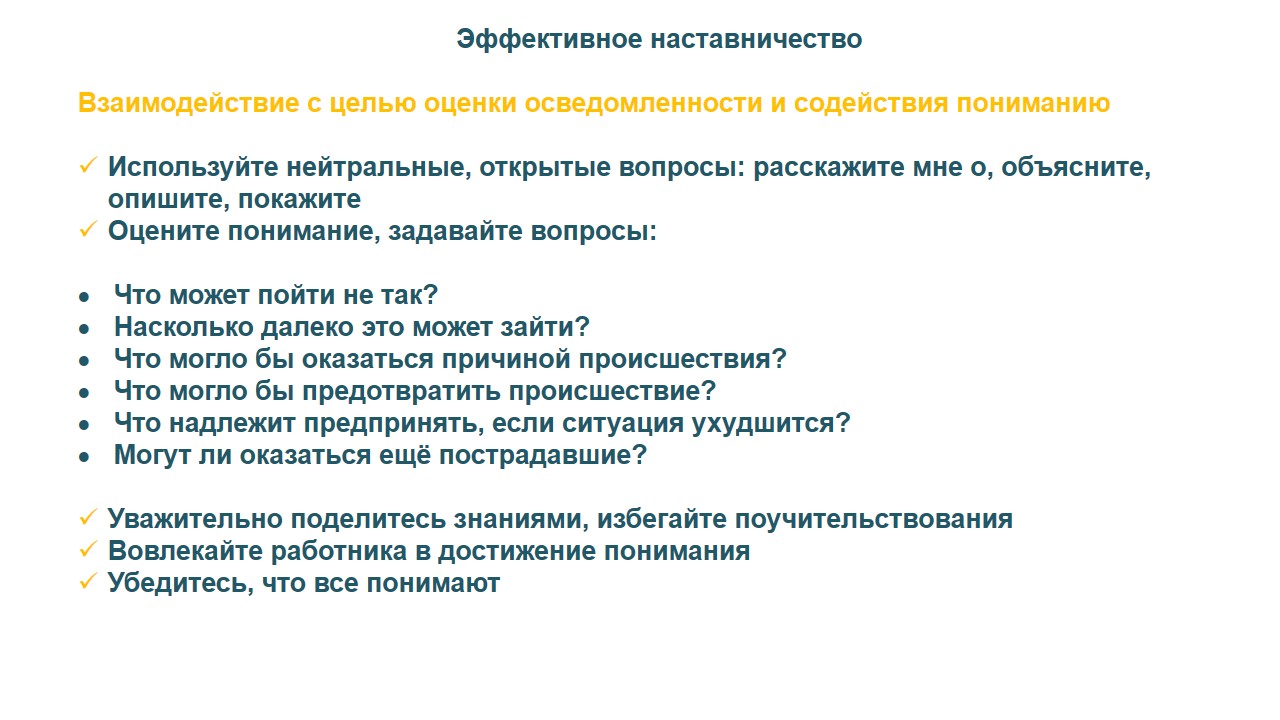 Эффективное наставничество
Взаимодействие с целью оценки осведомленности и содействия пониманию
✓ Используйте нейтральные, открытые вопросы: расскажите мне о, объясните,
опишите, покажите
✓ Оцените понимание, задавайте вопросы:
• Что может пойти не так?
• Насколько далеко это может зайти?
• Что могло бы оказаться причиной происшествия?
• Что могло бы предотвратить происшествие?
• Что надлежит предпринять, если ситуация ухудшится?
• Могут ли оказаться ещё пострадавшие?
✓ Уважительно поделитесь знаниями, избегайте поучительствования
✓ Вовлекайте работника в достижение понимания
✓ Убедитесь, что все понимают